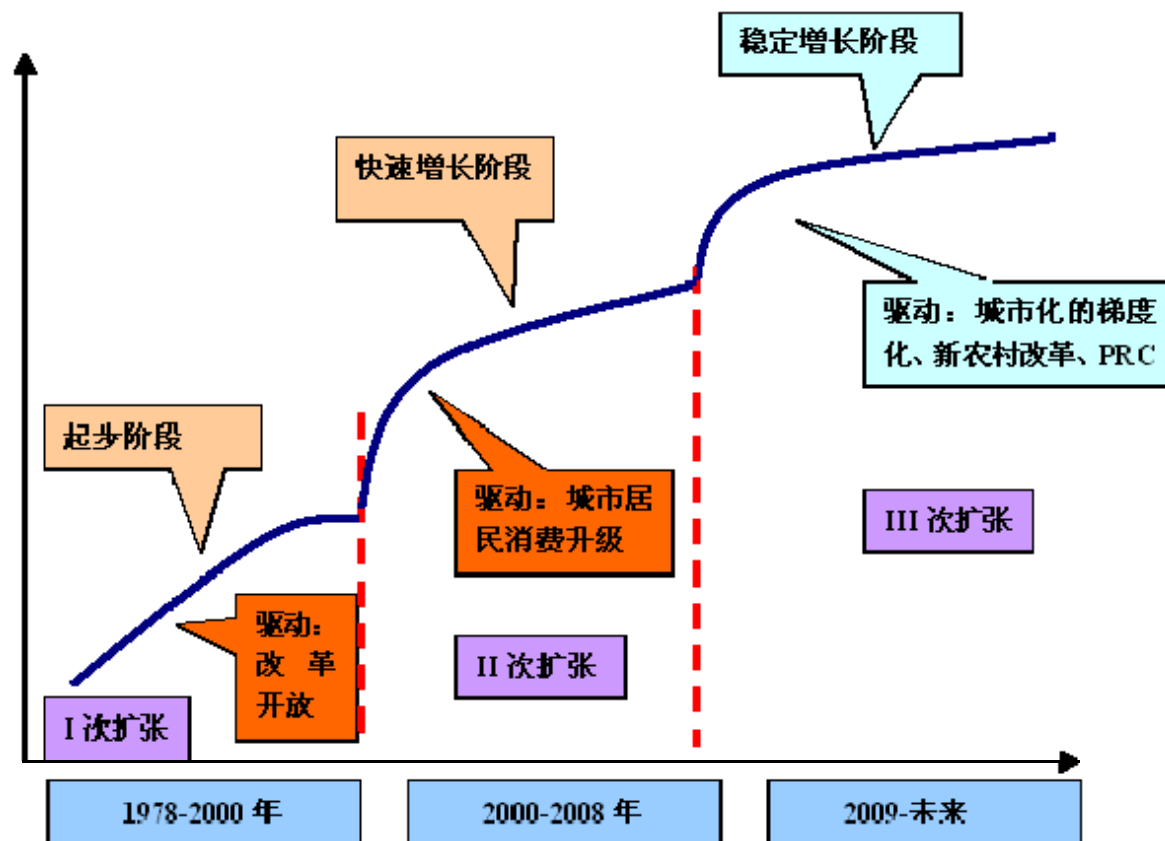 稳定增长阶段
快速增长阶段
驱动：城市化的梯度
化、新农村改革、PRC
起步阶段
驱动：城市居
民消费升级
III 次扩张
驱动：
改 革
开放
II 次扩张
I 次扩张
1978-2000 年
2000-2008 年
2009-未来